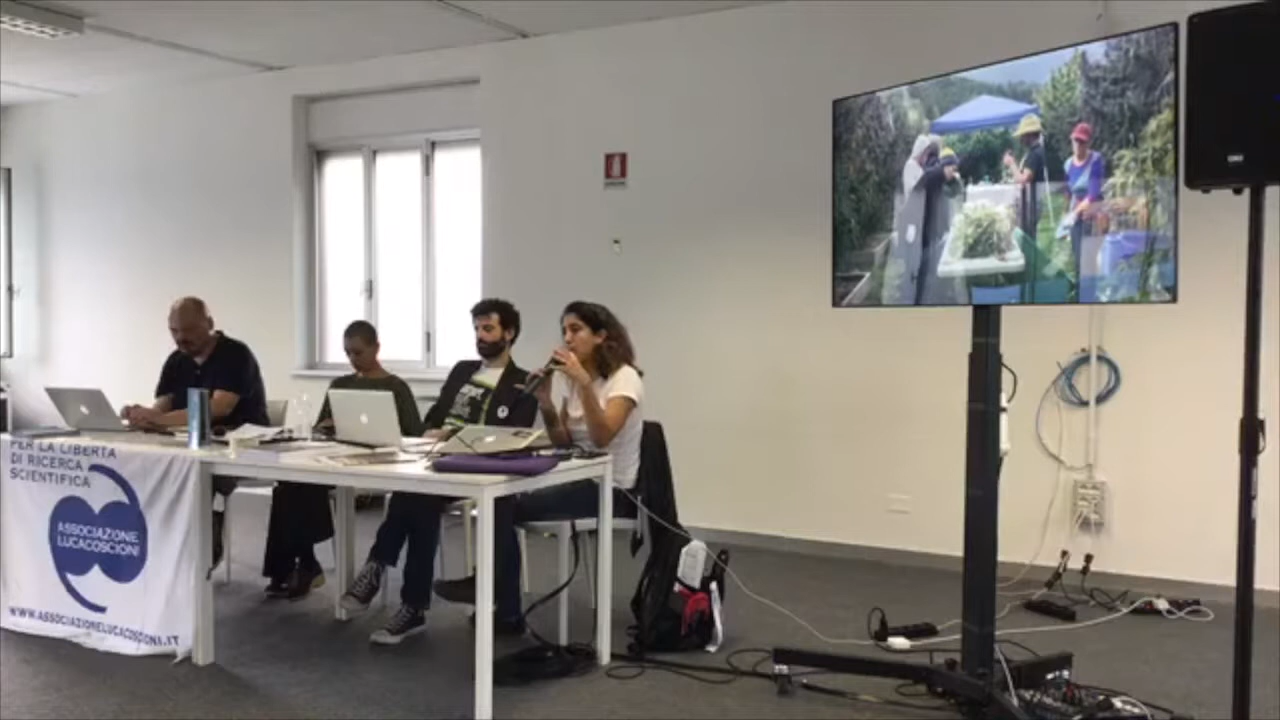 PER LA LIBERTÀ
DI RICERCA
SCIENTIFICA
ASSOCIAZIONE
LUCACOSCIONI
WWW.ASSOCIAZIONELUCACOSCIONI.IT